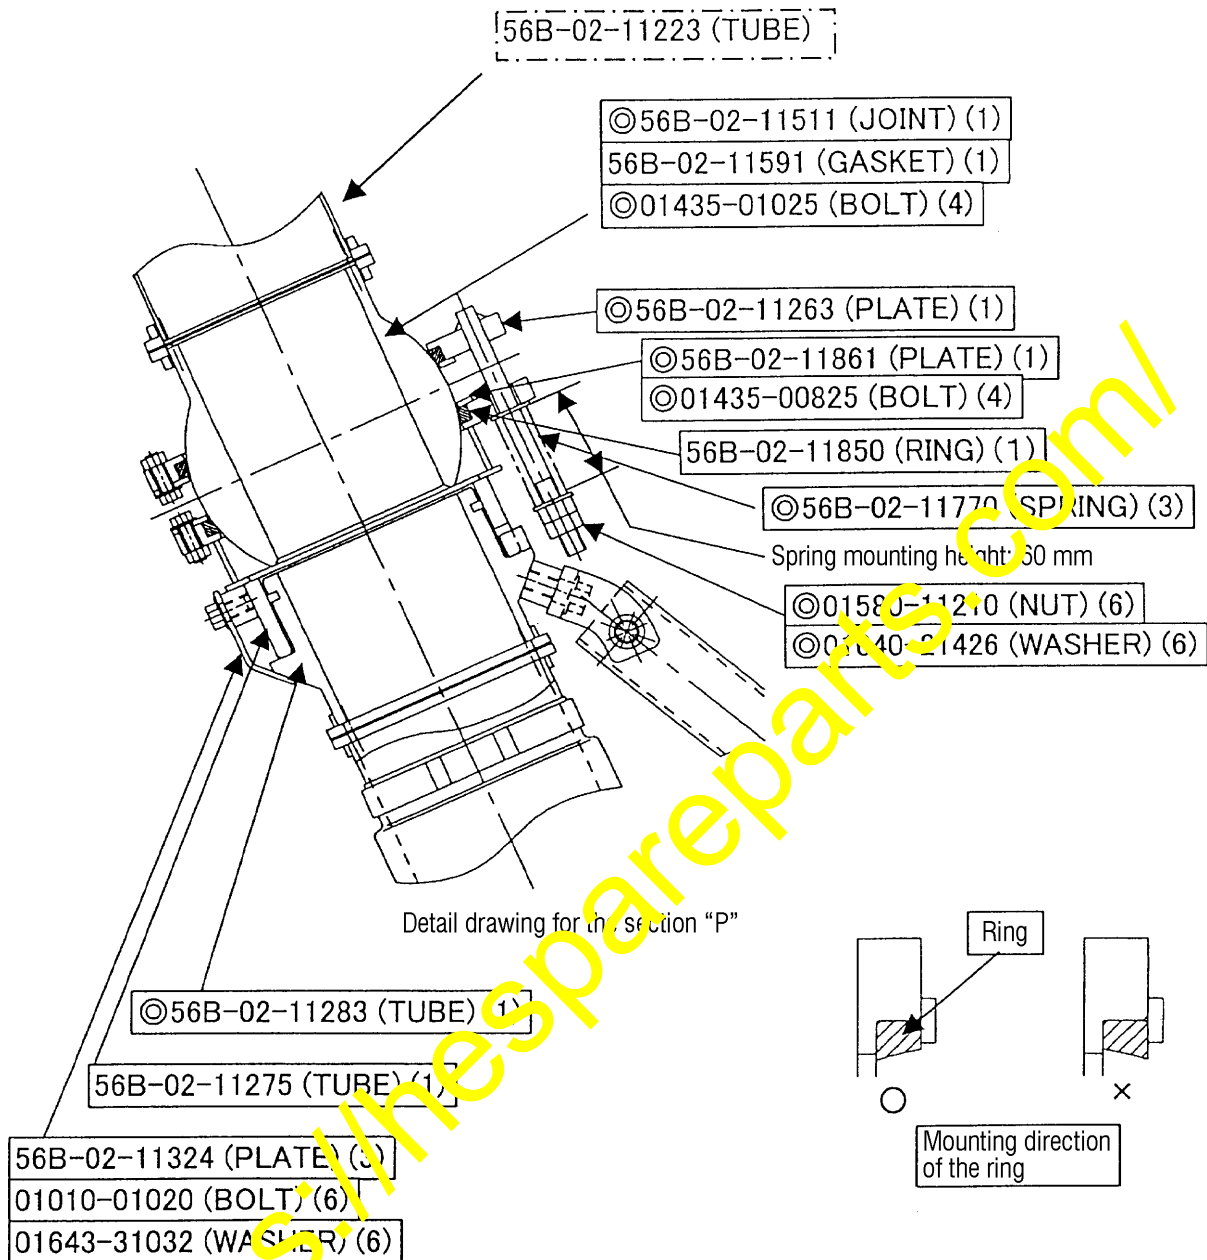 56B-02-11223 (TUBE)
◎56B-02-11511 (JOINT) (1)
56B-02-11591 (GASKET) (1)
◎01435-01025 (BOLT) (4)
◎56B-02-11263 (PLATE) (1)
◎56B-02-11861 (PLATE) (1)
◎01435-00825 (BOLT) (4)
56B-02-11850 (RING) (1)
◎56B-02-11770 (SPRING) (3)
Spring mounting height: 60 mm
◎01580-11210 (NUT) (6)
(WASHER) (6)
Detail drawing for the section “P”
Ring
◎56B-02-11283 (TUBE) (1)
56B-02-11275 (TUBE) (1)
○ ×
Mounting direction
of the ring
56B-02-11324 (PLATE) (3)
01010-01020 (BOLT) (6)
01643-31032 (WASHER) (6)
s://hespareparts.com/